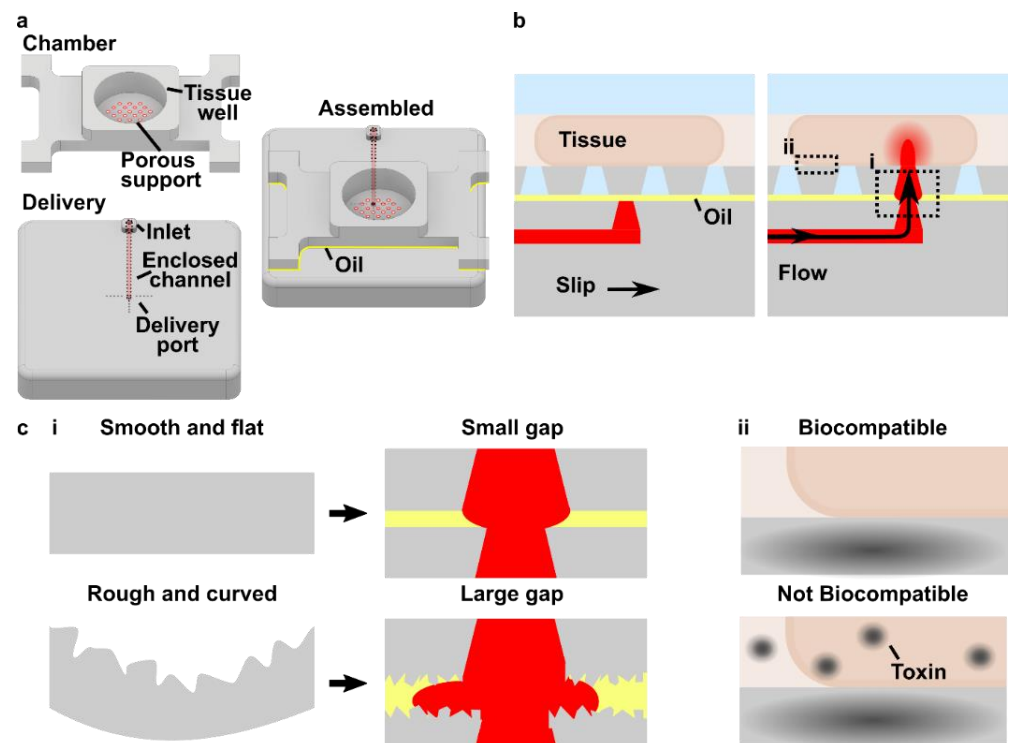 a
Chamber
Tissue
well
Porous
support
Delivery
Inlet
Enclosed
channel
Delivery
port
Assembled
Oil
b
Tissue
Oil
Slip
ii
i
Flow
c i Smooth and flat
Small gap
Rough and curved
Large gap
ii Biocompatible
Not Biocompatible
Toxin